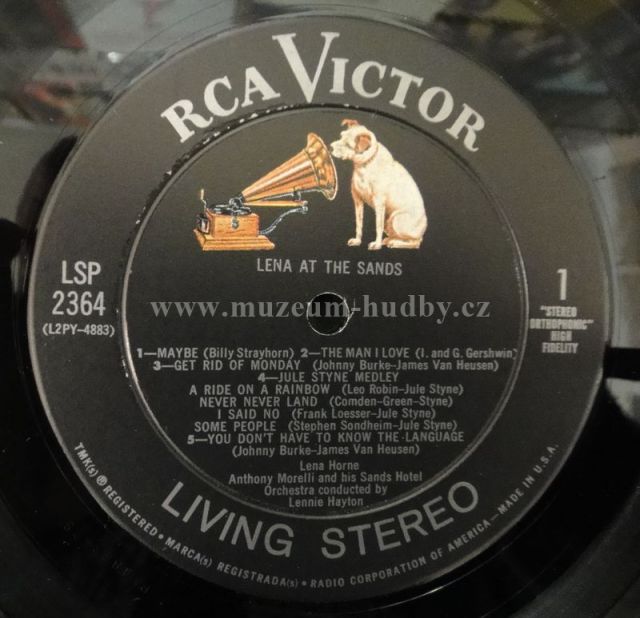 RCA VICTOR
LENA AT THE SANDS
LSP
2364
(L2PY-4883)
1
"STEREO
ORTHOPHONIC"
HIGH
FIDELITY
www.muzeum-hudby.cz
1—MAYBE (Billy Strayhorn) 2—THE MAN I LOVE (I. and G. Gershwin)
3—GET RID OF MONDAY (Johnny Burke-James Van Heusen)
4—JULE STYNE MEDLEY
A RIDE ON A RAINBOW (Leo Robin-Jule Styne)
NEVER NEVER LAND (Comden-Green-Styne)
I SAID NO (Frank Loesser-Jule Styne)
SOME PEOPLE (Stephen Sondheim-Jule Styne)
5—YOU DON'T HAVE TO KNOW THE LANGUAGE
(Johnny Burke-James Van Heusen)
Lena Horne
Anthony Morelli and his Sands Hotel
Orchestra conducted by
Lennie Hayton
LIVING STEREO
TMK(s) ® REGISTERED • MARCA(s) REGISTRADA(s) • RADIO CORPORATION OF AMERICA—MADE IN U.S.A.